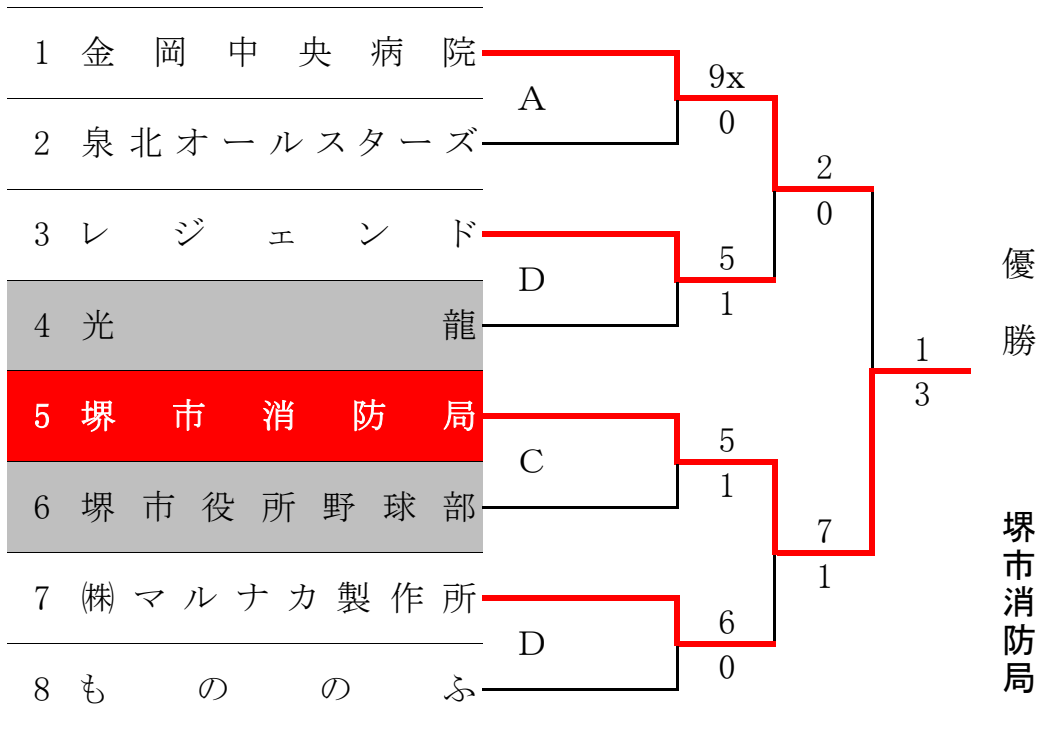 1 金岡中央病院
2 泉北オールスターズ
3 レジェンド
4 光龍
5 堺市消防局
6 堺市役所野球部
7 ㈱マルナカ製作所
8 もののふ
A
D
C
D
9x
0
5
1
5
1
6
0
2
0
7
1
1
3
優勝
堺市消防局